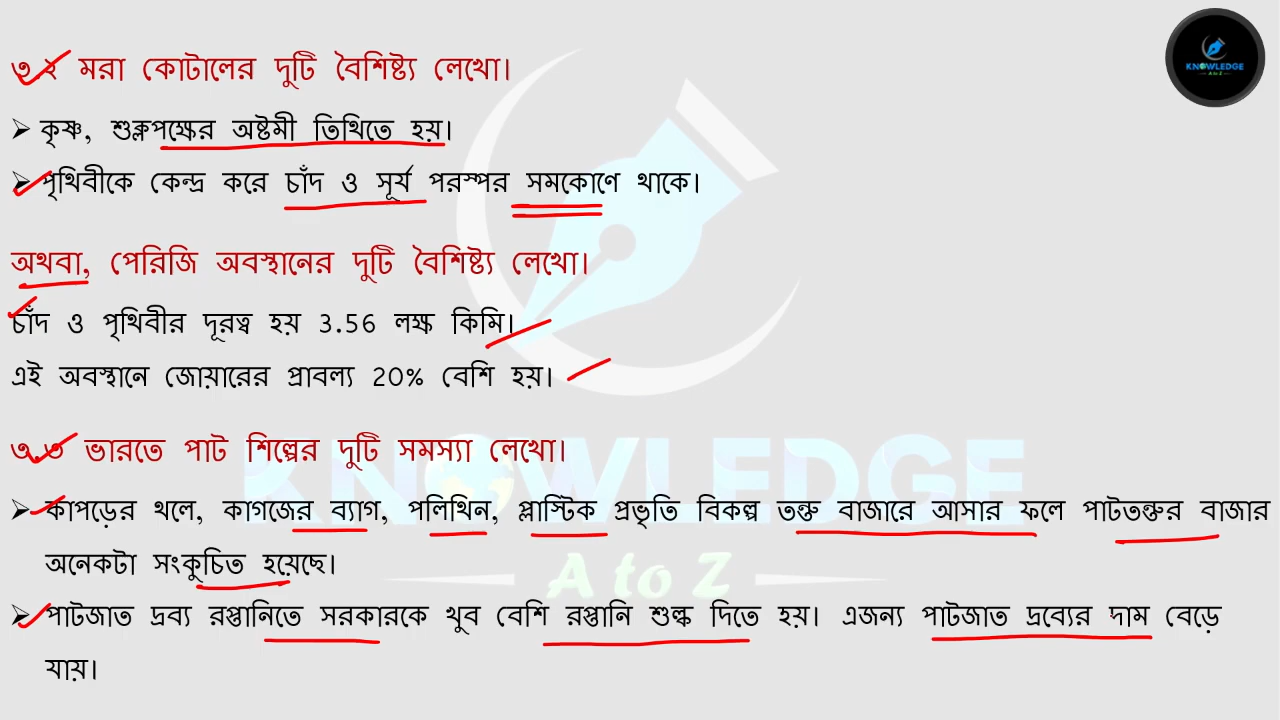 KNOWLEDGE
A to Z
৩.২ মরা কোটালের দুটি বৈশিষ্ট্য লেখো।
➢ কৃষ্ণ, শুক্লপক্ষের অষ্টমী তিথিতে হয়।
➢ পৃথিবীকে কেন্দ্র করে চাঁদ ও সূর্য পরস্পর সমকোণে থাকে।
অথবা, পেরিজি অবস্থানের দুটি বৈশিষ্ট্য লেখো।
চাঁদ ও পৃথিবীর দূরত্ব হয় 3.56 লক্ষ কিমি।
এই অবস্থানে জোয়ারের প্রাবল্য 20% বেশি হয়।
৩.৩ ভারতে পাট শিল্পের দুটি সমস্যা লেখো।
KNOWLEDGE
➢ কাপড়ের থলে, কাগজের ব্যাগ, পলিথিন, প্লাস্টিক প্রভৃতি বিকল্প তন্তু বাজারে আসার ফলে পাটতন্তুর বাজার
অনেকটা সংকুচিত হয়েছে।
A to Z
➢ পাটজাত দ্রব্য রপ্তানিতে সরকারকে খুব বেশি রপ্তানি শুল্ক দিতে হয়। এজন্য পাটজাত দ্রব্যের দাম বেড়ে
যায়।